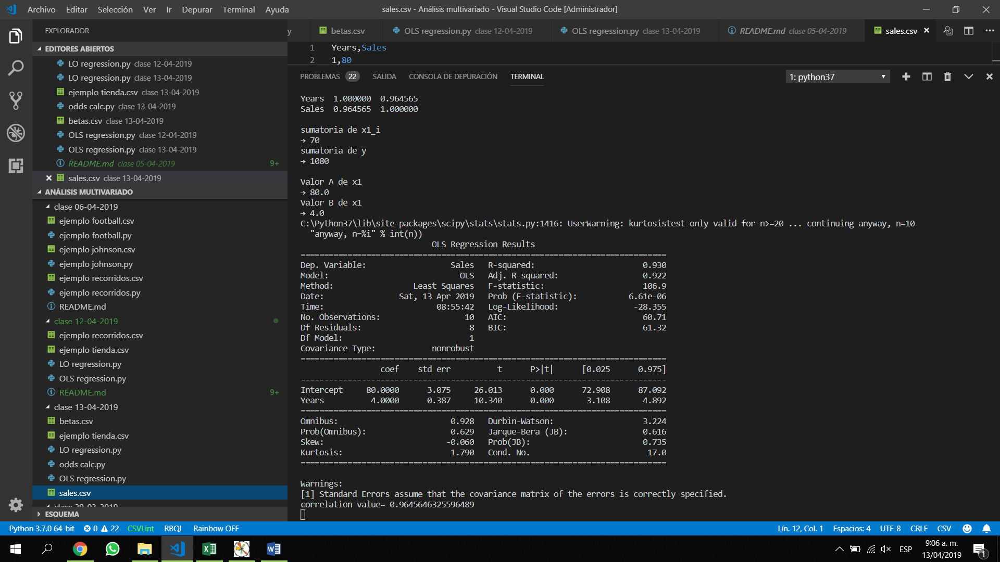 Archivo Editar Selección Ver Ir Depurar Terminal Ayuda
sales.csv - Análisis multivariado - Visual Studio Code [Administrador]
EXPLORADOR
EDITORES ABIERTOS
LO regression.py clase 12-04-2019
LO regression.py clase 13-04-2019
ejemplo tienda.csv clase 13-04-2019
odds calc.py clase 13-04-2019
betas.csv clase 13-04-2019
OLS regression.py clase 12-04-2019
OLS regression.py clase 13-04-2019
README.md clase 05-04-2019 9+
sales.csv clase 13-04-2019
ANÁLISIS MULTIVARIADO
clase 06-04-2019
ejemplo football.csv
ejemplo football.py
ejemplo johnson.csv
ejemplo johnson.py
ejemplo recorridos.csv
ejemplo recorridos.py
README.md
clase 12-04-2019
ejemplo recorridos.csv
ejemplo tienda.csv
LO regression.py
OLS regression.py
README.md 9+
clase 13-04-2019
betas.csv
ejemplo tienda.csv
LO regression.py
odds calc.py
OLS regression.py
sales.csv
clase 29-03-2019
ESQUEMA
y betas.csv OLS regression.py clase 12-04-2019 OLS regression.py clase 13-04-2019 README.md clase 05-04-2019 sales.csv
1 Years,Sales
2 1,80
PROBLEMAS 22 SALIDA CONSOLA DE DEPURACIÓN TERMINAL 1: python37
Years 1.000000 0.964565
Sales 0.964565 1.000000
sumatoria de x1_i
→ 70
sumatoria de y
→ 1080
Valor A de x1
→ 80.0
Valor B de x1
→ 4.0
C:\Python37\lib\site-packages\scipy\stats\stats.py:1416: UserWarning: kurtosistest only valid for n>=20 ... continuing anyway, n=10
"anyway, n=%i" % int(n))
OLS Regression Results
==============================================================================
Dep. Variable: Sales R-squared: 0.930
Model: OLS Adj. R-squared: 0.922
Method: Least Squares F-statistic: 106.9
Date: Sat, 13 Apr 2019 Prob (F-statistic): 6.61e-06
Time: 08:55:42 Log-Likelihood: -28.355
No. Observations: 10 AIC: 60.71
Df Residuals: 8 BIC: 61.32
Df Model: 1
Covariance Type: nonrobust
==============================================================================
coef std err t P>|t| [0.025 0.975]
------------------------------------------------------------------------------
Intercept 80.0000 3.075 26.013 0.000 72.908 87.092
Years 4.0000 0.387 10.340 0.000 3.108 4.892
==============================================================================
Omnibus: 0.928 Durbin-Watson: 3.224
Prob(Omnibus): 0.629 Jarque-Bera (JB): 0.616
Skew: -0.060 Prob(JB): 0.735
Kurtosis: 1.790 Cond. No. 17.0
==============================================================================
Warnings:
[1] Standard Errors assume that the covariance matrix of the errors is correctly specified.
correlation value= 0.9645646325596489
Python 3.7.0 64-bit 0 22 CSVLint RBQL Rainbow OFF
Lín. 12, Col. 1 Espacios: 4 UTF-8 CRLF CSV
ESP
9:06 a. m.
13/04/2019
1